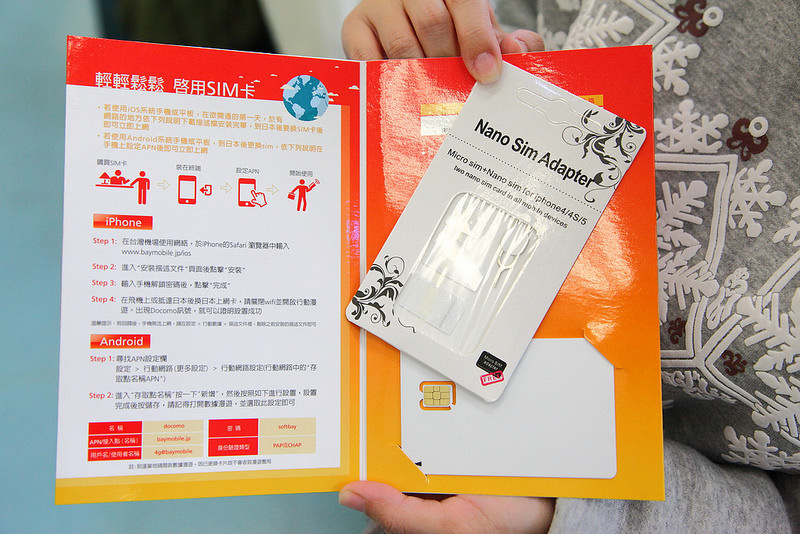 輕輕鬆鬆 啓用SIM卡
• 若使用iOS系統手機或平板，在欲開通的第一天，於有
網路的地方依下列說明下載描述檔安裝完畢，到日本後更換SIM卡後
即可立即上網
• 若使用Android系統手機或平板，到日本後更換sim，依下列說明在
手機上設定APN後即可立即上網
購買SIM卡
裝在終端
設定APN
開始使用
iPhone
Step 1: 在台灣機場使用網絡，於iPhone的Safari 瀏覽器中輸入
www.baymobile.jp/ios
Step 2: 進入"安裝描述文件"頁面後點擊"安裝"
Step 3: 輸入手機解鎖密碼後，點擊"完成"
Step 4: 在飛機上或抵達日本後換日本上網卡，請關閉wifi並開啟行動漫
遊，出現Docomo訊號，就可以證明設置成功
Android
Step 1: 尋找APN設定欄
設定 > 行動網路 (更多設定) > 行動網路設定(行動網路中的"存
取點名稱APN")
Step 2: 進入"存取點名稱"按一下"新增"，然後按照如下進行設置，設置
完成後按儲存，請記得打開數據漫遊，並選取此設定即可
名 稱 docomo 密 碼 softbay
APN/接入點 (名稱) baymobile.jp 身份驗證類型 PAP或CHAP
用戶名/使用者名稱 4g@baymobile
Nano Sim Adapter
Micro sim+Nano sim for iphone4/4S/5
two nano sim card in all mobile devices
Micro SIM
adapter
FREE